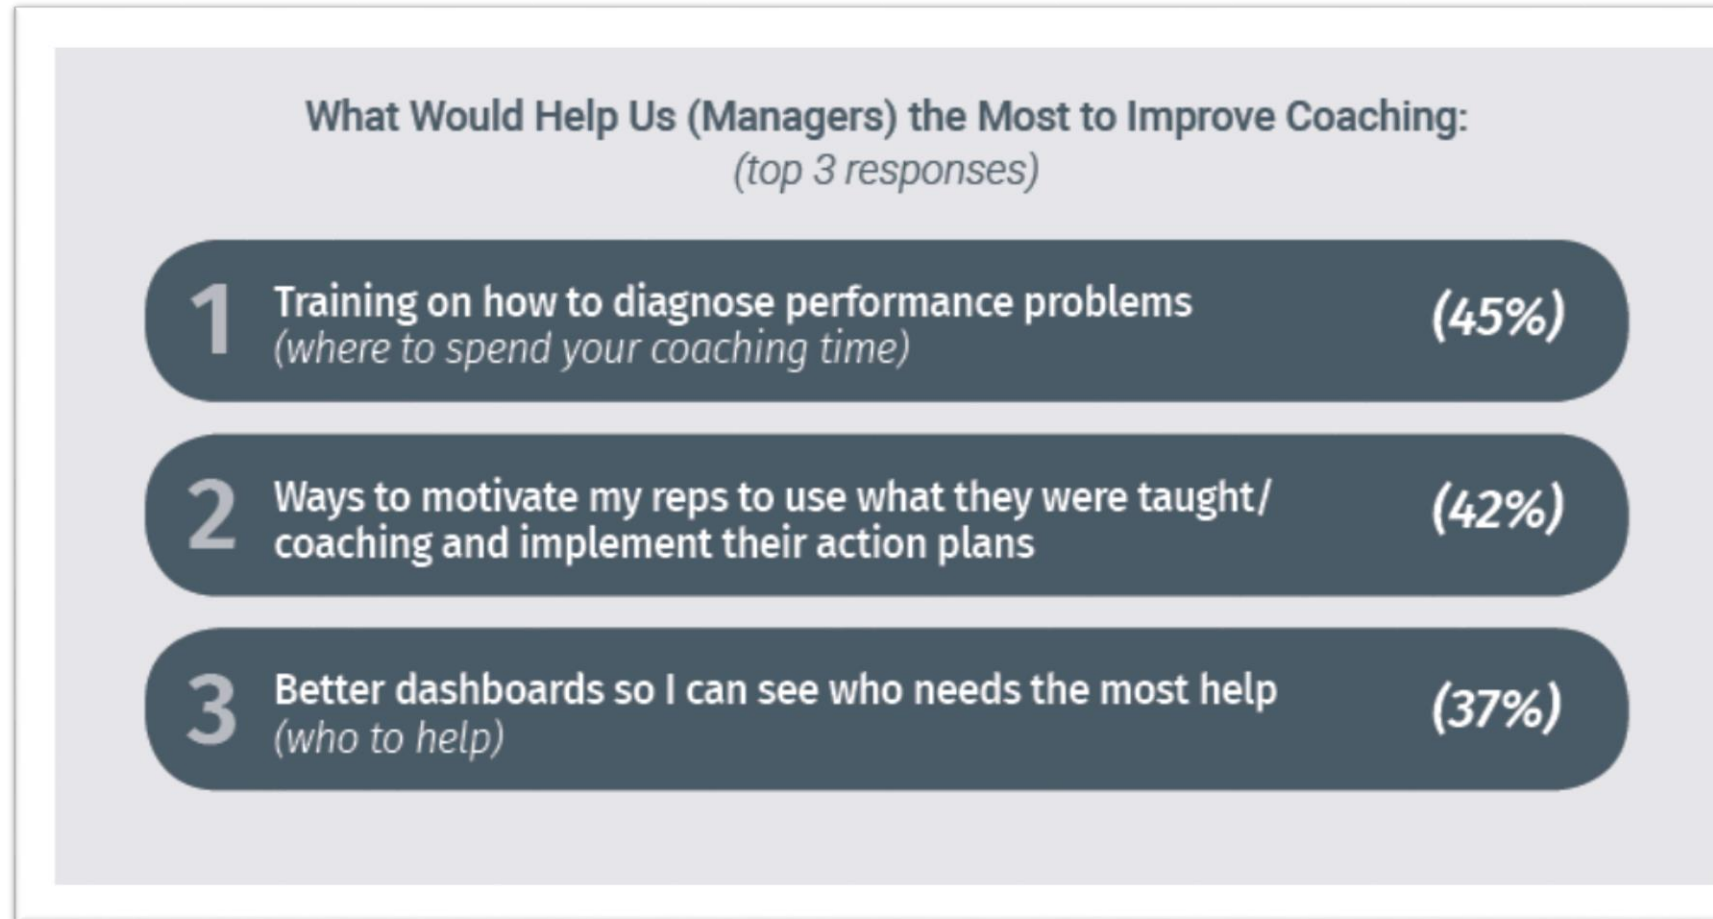 What Would Help Us (Managers) the Most to Improve Coaching:
(top 3 responses)
1
Training on how to diagnose performance problems
(where to spend your coaching time)
(45%)
2
Ways to motivate my reps to use what they were taught/
coaching and implement their action plans
(42%)
3
Better dashboards so I can see who needs the most help
(who to help)
(37%)